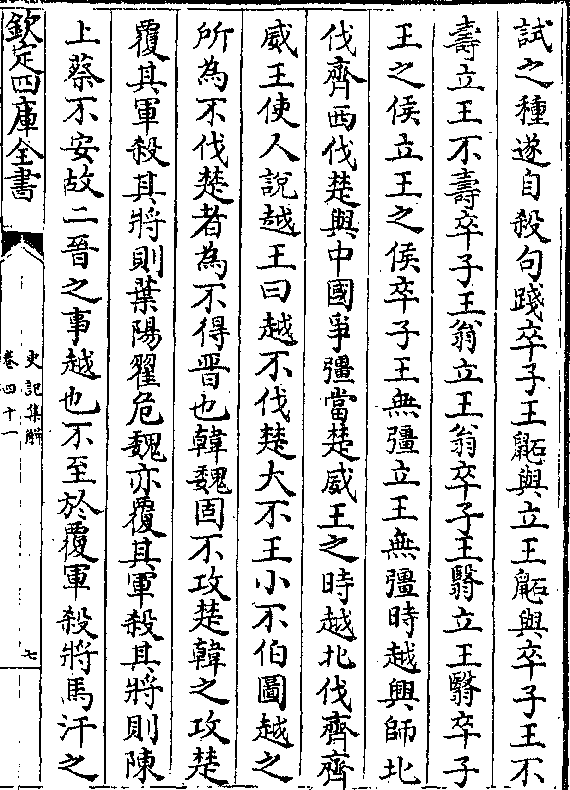 試之種遂自殺句踐卒子王鼫與立王鼫與卒子王不
壽立王不壽卒子王翁立王翁卒子王翳立王翳卒子
王之侯立王之侯卒子王無彊立王無彊時越興師北
伐齊西伐楚與中國爭彊當楚威王之時越北伐齊齊
威王使人說越王曰越不伐楚大不王小不伯圖越之
所為不伐楚者為不得晉也韓魏固不攻楚韓之攻楚
覆其軍殺其將則葉陽翟危魏亦覆其軍殺其將則陳
上蔡不安故二晉之事越也不至於覆軍殺將馬汗之
欽定四庫全書
史記集解
卷四十一
七